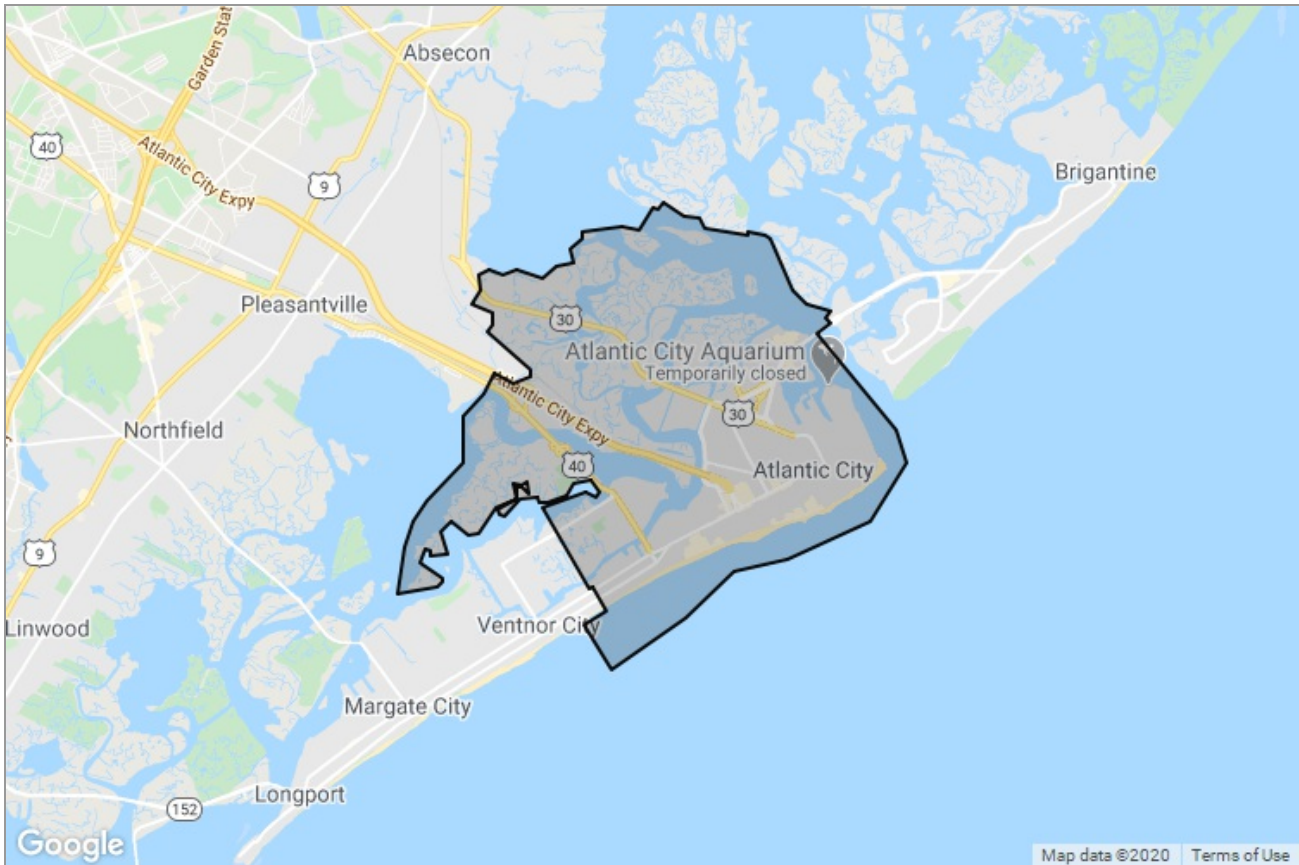 Absecon
Garden Stat
40
Atlantic City Expy
9
Brigantine
Pleasantville
30
Atlantic City Aquarium
Temporarily closed
Atlantic City Expy
30
Northfield
40
Atlantic City
9
Linwood
Ventnor City
Margate City
Longport
152
Google
Map data ©2020
Terms of Use